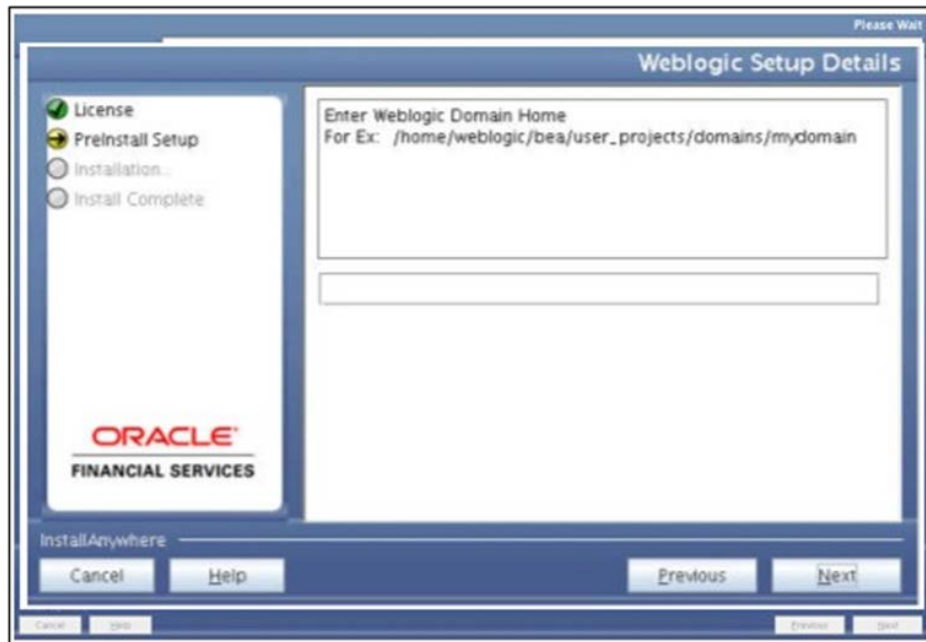 Please Wait
Weblogic Setup Details
License
PreInstall Setup
Installation...
Install Complete
Enter Weblogic Domain Home
For Ex: /home/weblogic/bea/user_projects/domains/mydomain
ORACLE
FINANCIAL SERVICES
InstallAnywhere
Cancel
Help
Previous
Next
Cancel
Help
Previous
Next